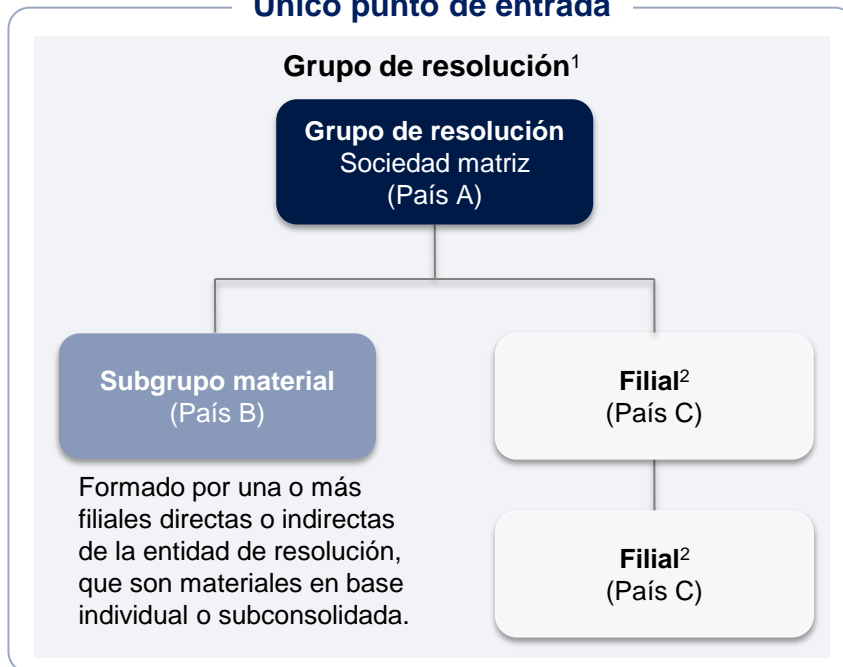 Único punto de entrada
Grupo de resolución¹
Grupo de resolución
Sociedad matriz
(País A)
Subgrupo material
(País B)
Filial²
(País C)
Formado por una o más
filiales directas o indirectas
de la entidad de resolución,
que son materiales en base
individual o subconsolidada.
Filial²
(País C)